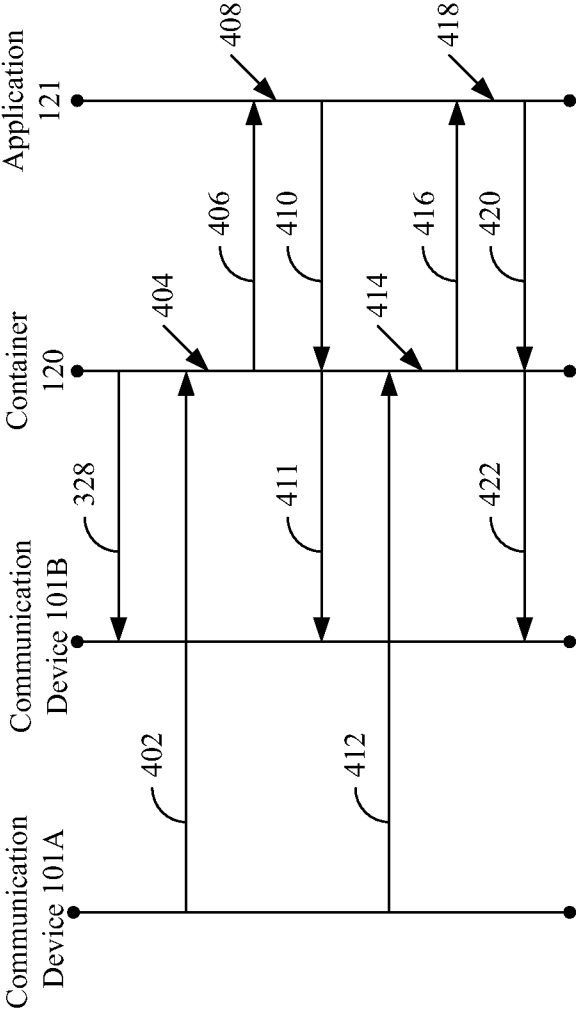 Communication
Device 101A
Communication
Device 101B
Container
120
Application
121
328
402
404
406
408
410
411
412
414
416
418
420
422